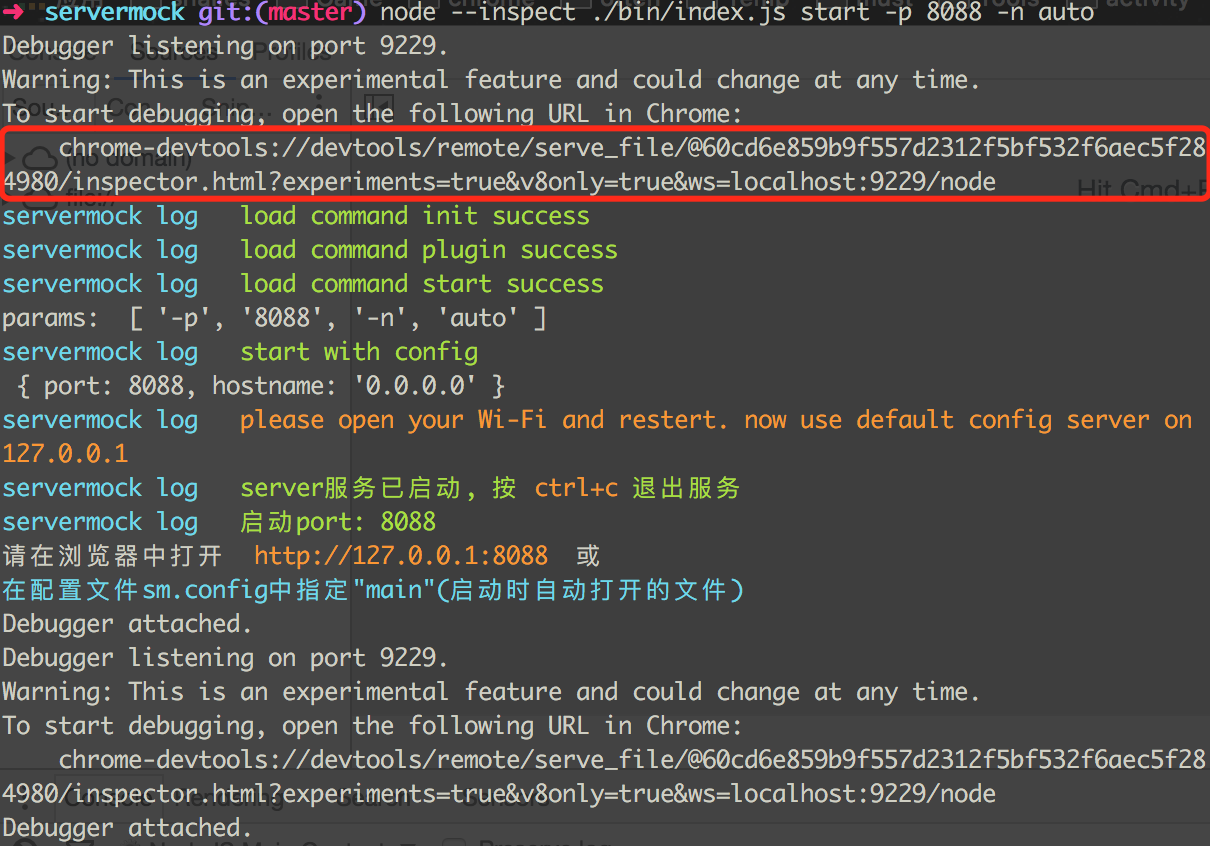 ➜ servermock git:(master) node --inspect ./bin/index.js start -p 8088 -n auto
Debugger listening on port 9229.
Warning: This is an experimental feature and could change at any time.
To start debugging, open the following URL in Chrome:
chrome-devtools://devtools/remote/serve_file/@60cd6e859b9f557d2312f5bf532f6aec5f28
4980/inspector.html?experiments=true&v8only=true&ws=localhost:9229/node
servermock log load command init success
servermock log load command plugin success
servermock log load command start success
params: [ '-p', '8088', '-n', 'auto' ]
servermock log start with config
{ port: 8088, hostname: '0.0.0.0' }
servermock log please open your Wi-Fi and restert. now use default config server on
127.0.0.1
servermock log server服务已启动, 按 ctrl+c 退出服务
servermock log 启动port: 8088
请在浏览器中打开 http://127.0.0.1:8088 或
在配置文件sm.config中指定"main"(启动时自动打开的文件)
Debugger attached.
Debugger listening on port 9229.
Warning: This is an experimental feature and could change at any time.
To start debugging, open the following URL in Chrome:
chrome-devtools://devtools/remote/serve_file/@60cd6e859b9f557d2312f5bf532f6aec5f28
4980/inspector.html?experiments=true&v8only=true&ws=localhost:9229/node
Debugger attached.